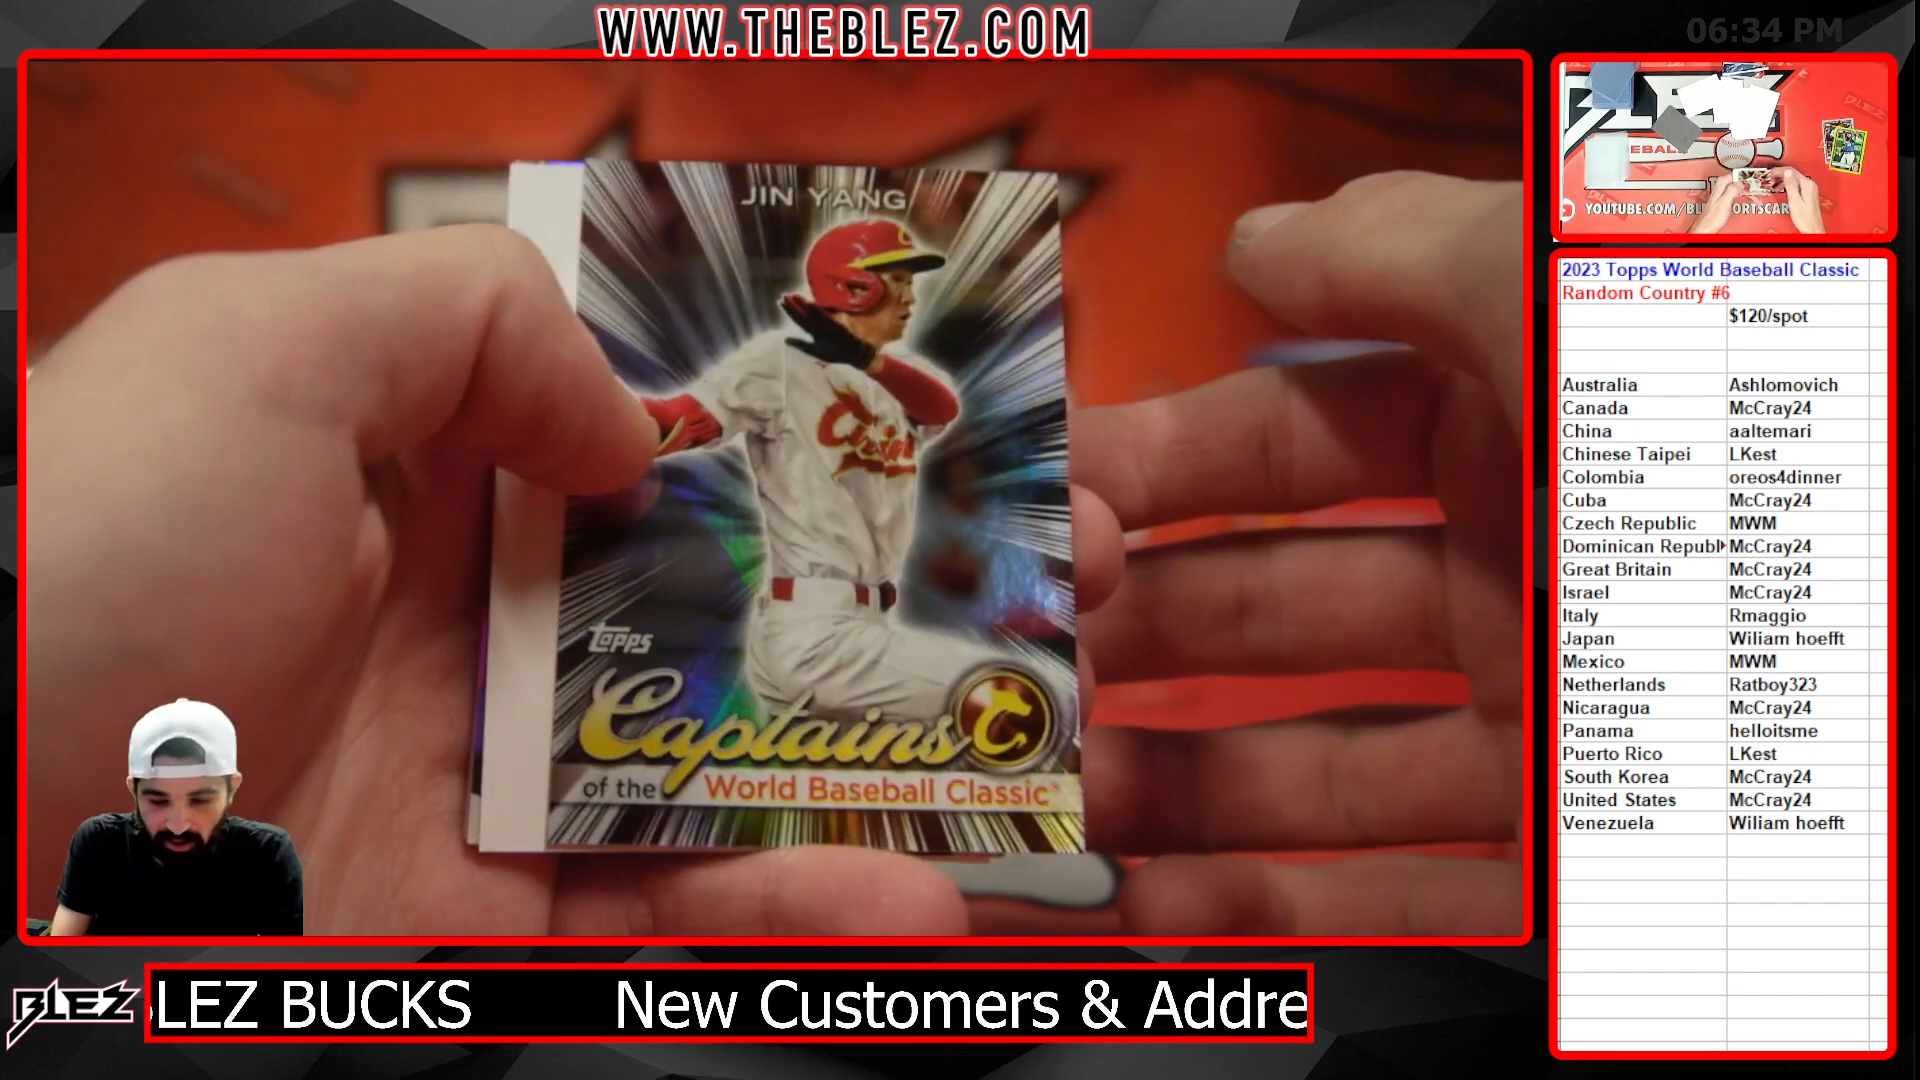 WWW.THEBLEZ.COM
06:34 PM
JIN YANG
China
Topps
Captains C
of the World Baseball Classic
BLEZ
EBALL
YOUTUBE.COM/BL ORTSCAR
2023 Topps World Baseball Classic
Random Country #6
$120/spot
Australia Ashlomovich
Canada McCray24
China aaltemari
Chinese Taipei LKest
Colombia oreos4dinner
Cuba McCray24
Czech Republic MWM
Dominican Republ McCray24
Great Britain McCray24
Israel McCray24
Italy Rmaggio
Japan Wiliam hoefft
Mexico MWM
Netherlands Ratboy323
Nicaragua McCray24
Panama helloitsme
Puerto Rico LKest
South Korea McCray24
United States McCray24
Venezuela Wiliam hoefft
BLEZ
LEZ BUCKS New Customers & Addre